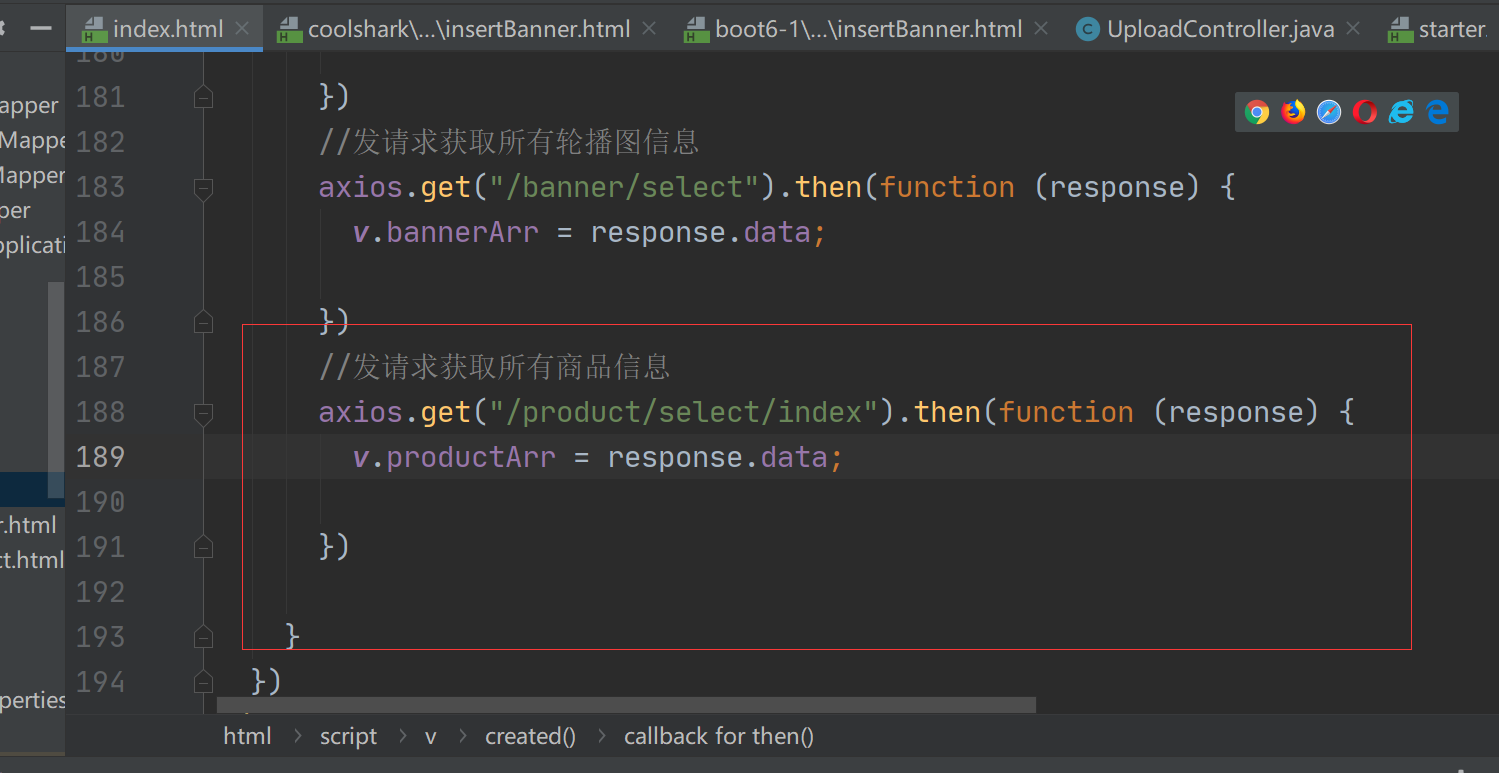 index.html
coolshark\...\insertBanner.html
boot6-1\...\insertBanner.html
UploadController.java
starter.
apper
Mappe
Mapper
per
pplicati
r.html
ct.html
perties
180
181 })
182 //发请求获取所有轮播图信息
183 axios.get("/banner/select").then(function (response) {
184 v.bannerArr = response.data;
185
186 })
187 //发请求获取所有商品信息
188 axios.get("/product/select/index").then(function (response) {
189 v.productArr = response.data;
190
191 })
192
193 }
194 })
html > script > v > created() > callback for then()